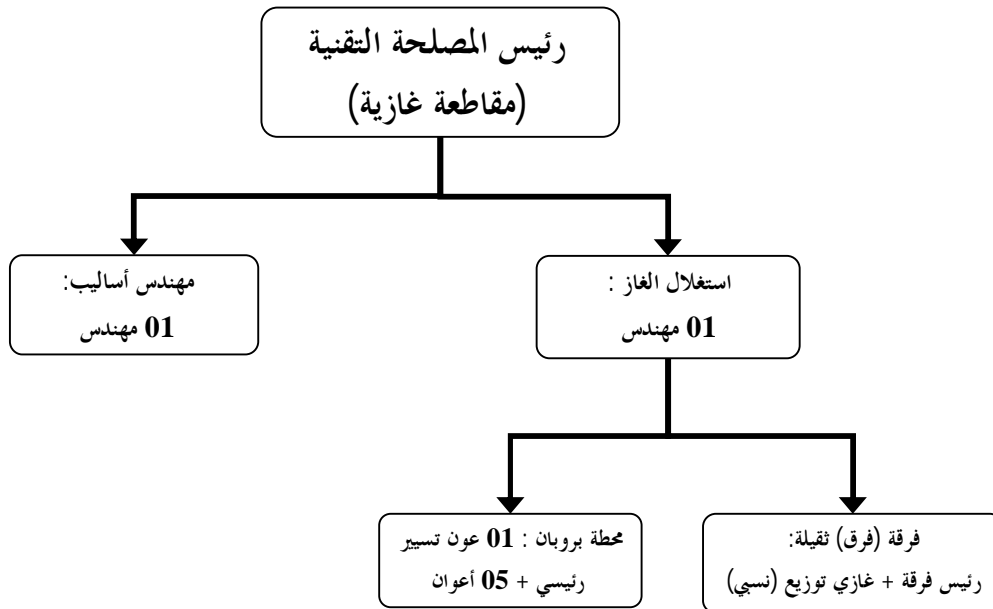 رئيس المصلحة التقنية
(مقاطعة غازية)
استغلال الغاز :
01 مهندس
مهندس أساليب:
01 مهندس
فرقة (فرق) ثقيلة:
رئيس فرقة + غازي توزيع (نسبي)
محطة بروبان : 01 عون تسيير
رئيسي + 05 أعوان